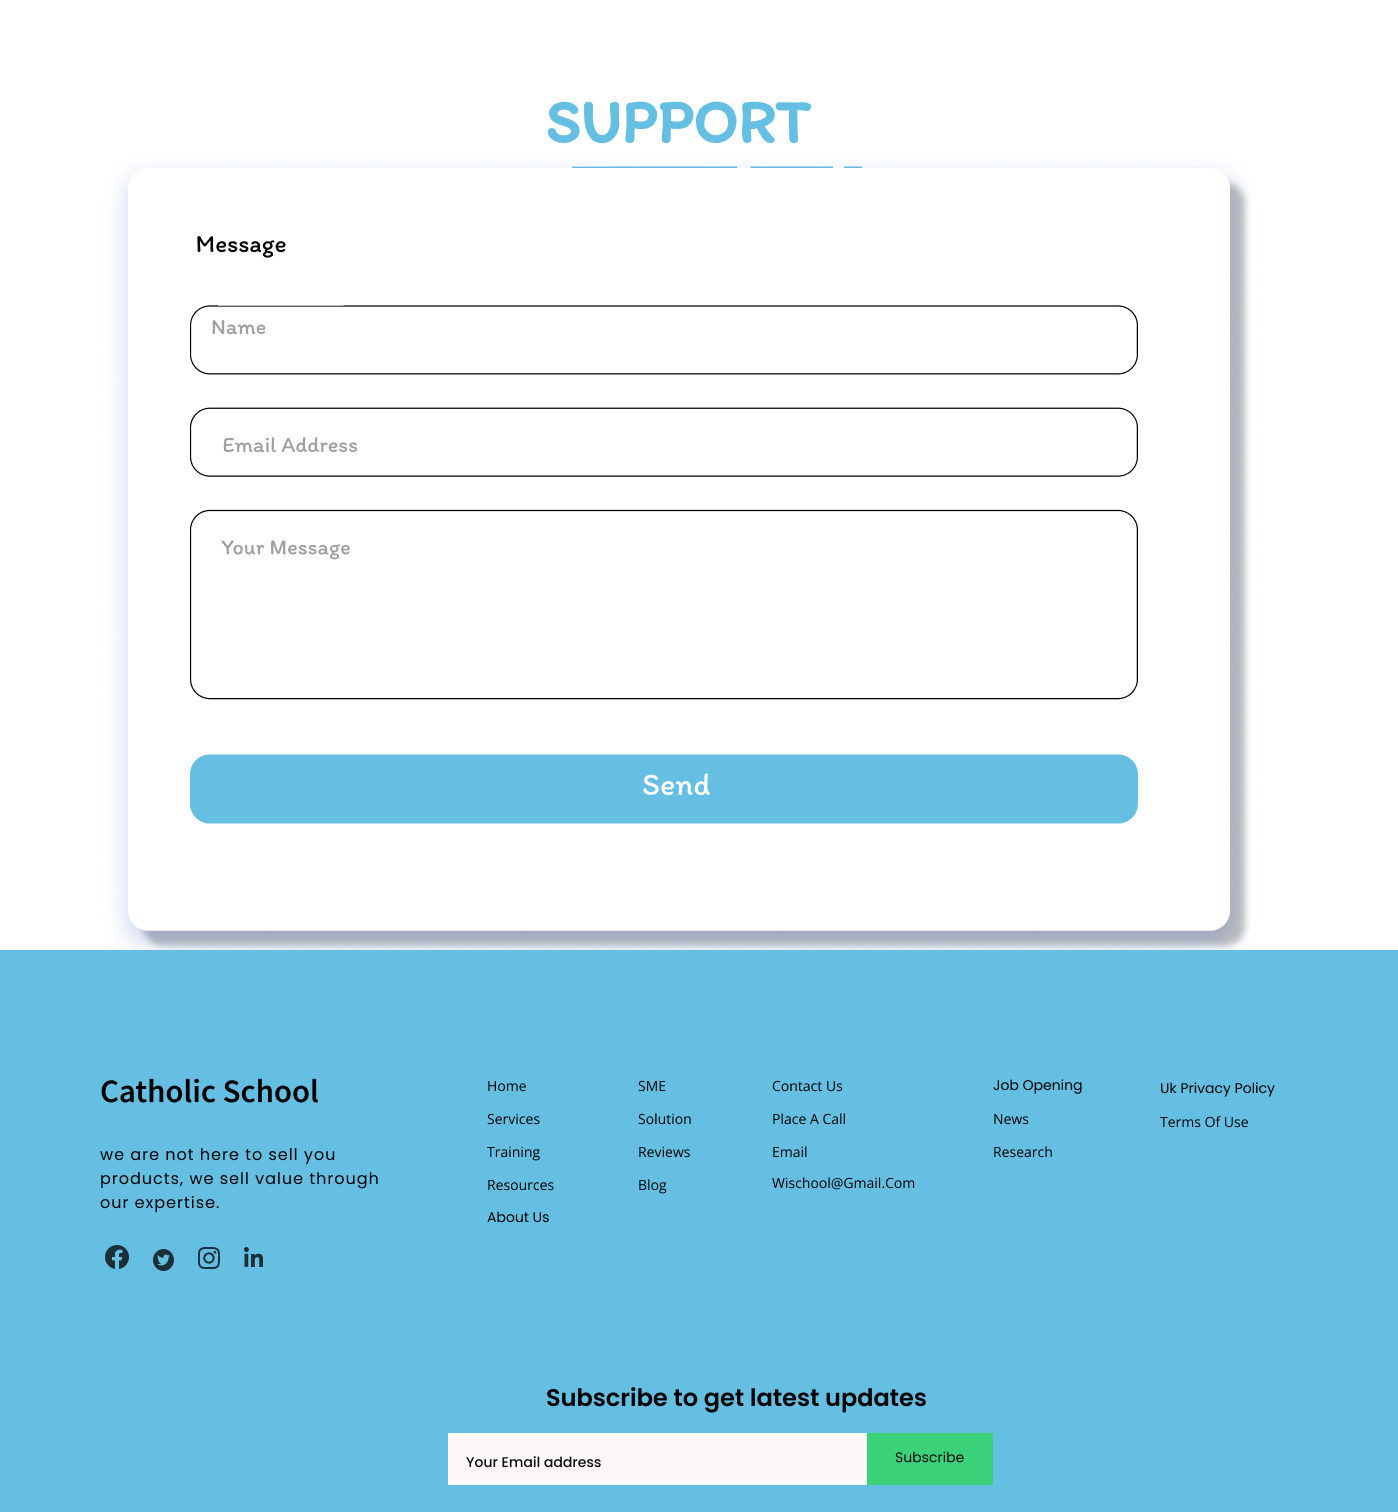 SUPPORT
Message
Name
Email Address
Your Message
Send
Catholic School
we are not here to sell you
products, we sell value through
our expertise.
Home
Services
Training
Resources
About Us
SME
Solution
Reviews
Blog
Contact Us
Place A Call
Email
Wischool@Gmail.Com
Job Opening
News
Research
Uk Privacy Policy
Terms Of Use
Subscribe to get latest updates
Your Email address
Subscribe